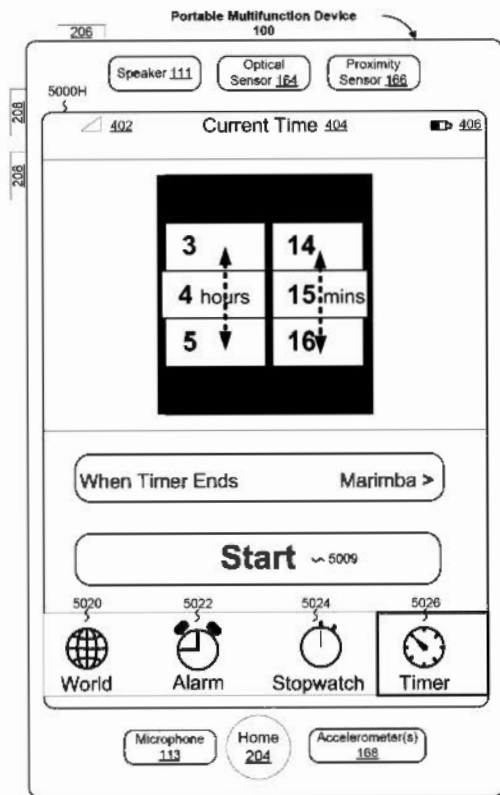 Portable Multifunction Device
100
206
Speaker 111
Optical
Sensor 164
Proximity
Sensor 166
5000H
208
208
402
Current Time 404
406
3
14
4 hours
15 mins
5
16
When Timer Ends
Marimba >
Start
5009
5020
5022
5024
5026
World
Alarm
Stopwatch
Timer
Microphone
113
Home
204
Accelerometer(s)
168